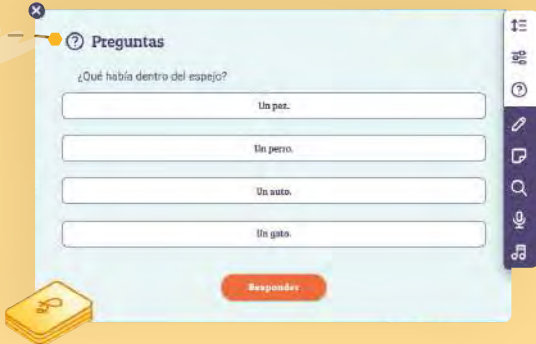 Preguntas
¿Qué había dentro del espejo?
Un pez.
Un perro.
Un auto.
Un gato.
Responder